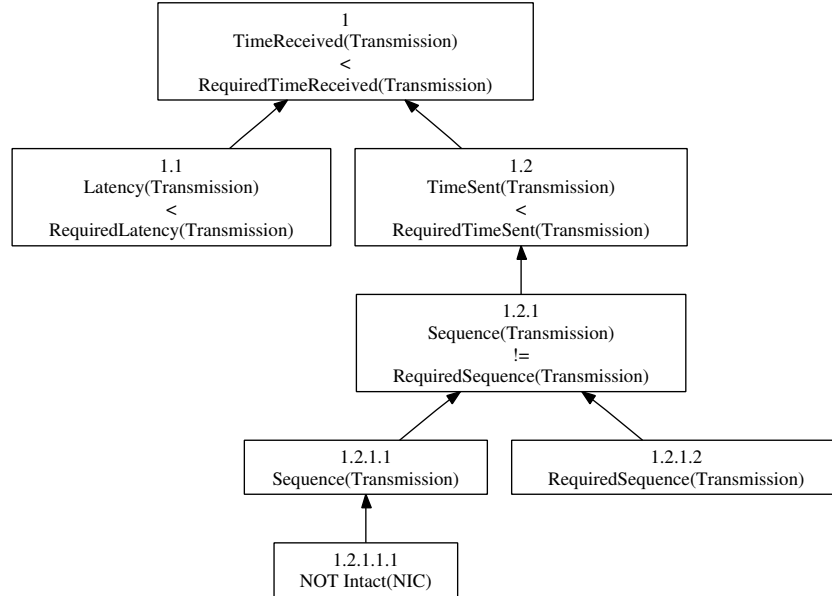 1
TimeReceived(Transmission)
<
RequiredTimeReceived(Transmission)
1.1
Latency(Transmission)
<
RequiredLatency(Transmission)
1.2
TimeSent(Transmission)
<
RequiredTimeSent(Transmission)
1.2.1
Sequence(Transmission)
!=
RequiredSequence(Transmission)
1.2.1.1
Sequence(Transmission)
1.2.1.2
RequiredSequence(Transmission)
1.2.1.1.1
NOT Intact(NIC)